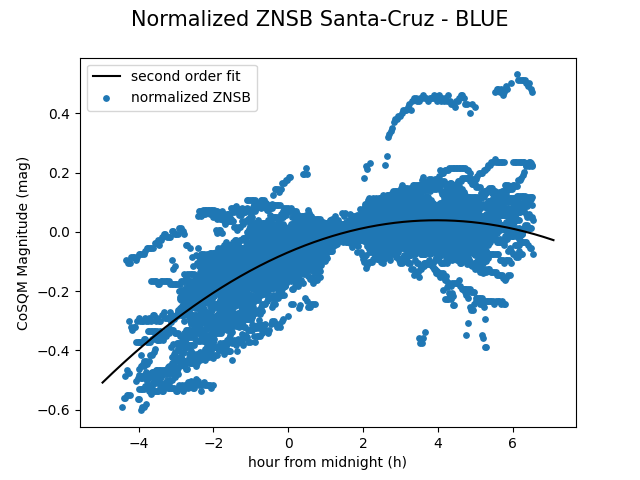 Normalized ZNSB Santa-Cruz - BLUE
second order fit
normalized ZNSB
CoSQM Magnitude (mag)
0.4
0.2
0.0
−0.2
−0.4
−0.6
−4 −2 0 2 4 6
hour from midnight (h)